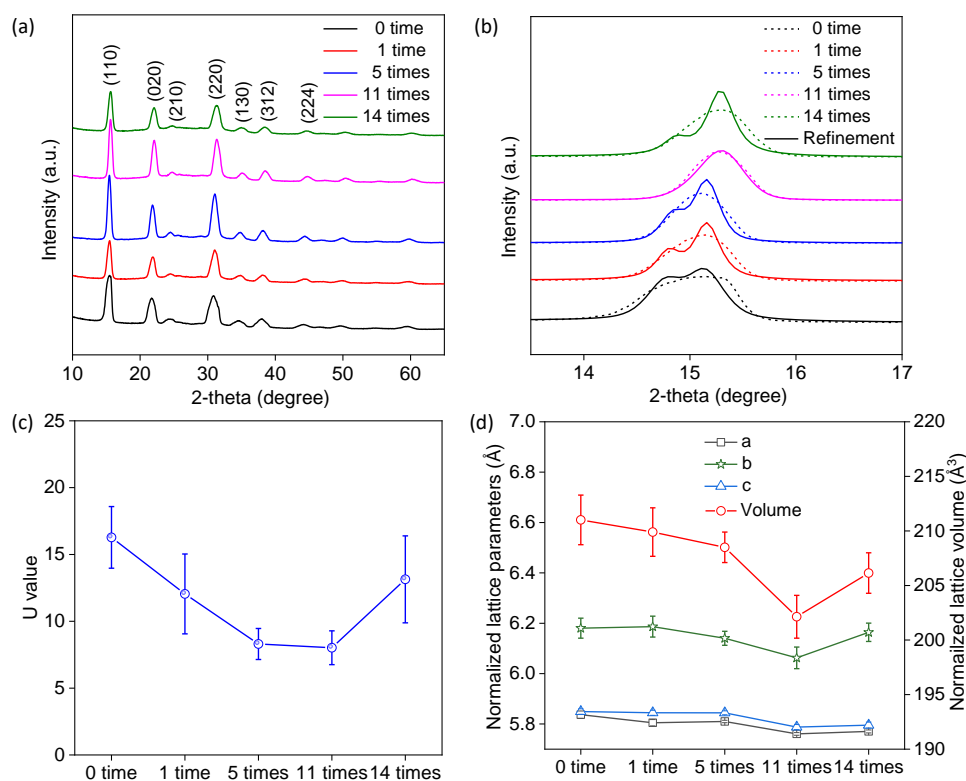 (a)
0 time
1 time
5 times
11 times
14 times
(110)
(020)
(210)
(220)
(130)
(312)
(224)
Intensity (a.u.)
10 20 30 40 50 60
2-theta (degree)
(b)
0 time
1 time
5 times
11 times
14 times
Refinement
Intensity (a.u.)
14 15 16 17
2-theta (degree)
(c)
25
20
15
10
5
0
U value
0 time 1 time 5 times 11 times 14 times
(d)
a
b
c
Volume
7.0
6.8
6.6
6.4
6.2
6.0
5.8
Normalized lattice parameters (Å)
220
215
210
205
200
195
190
Normalized lattice volume (Å³)
0 time 1 time 5 times 11 times 14 times